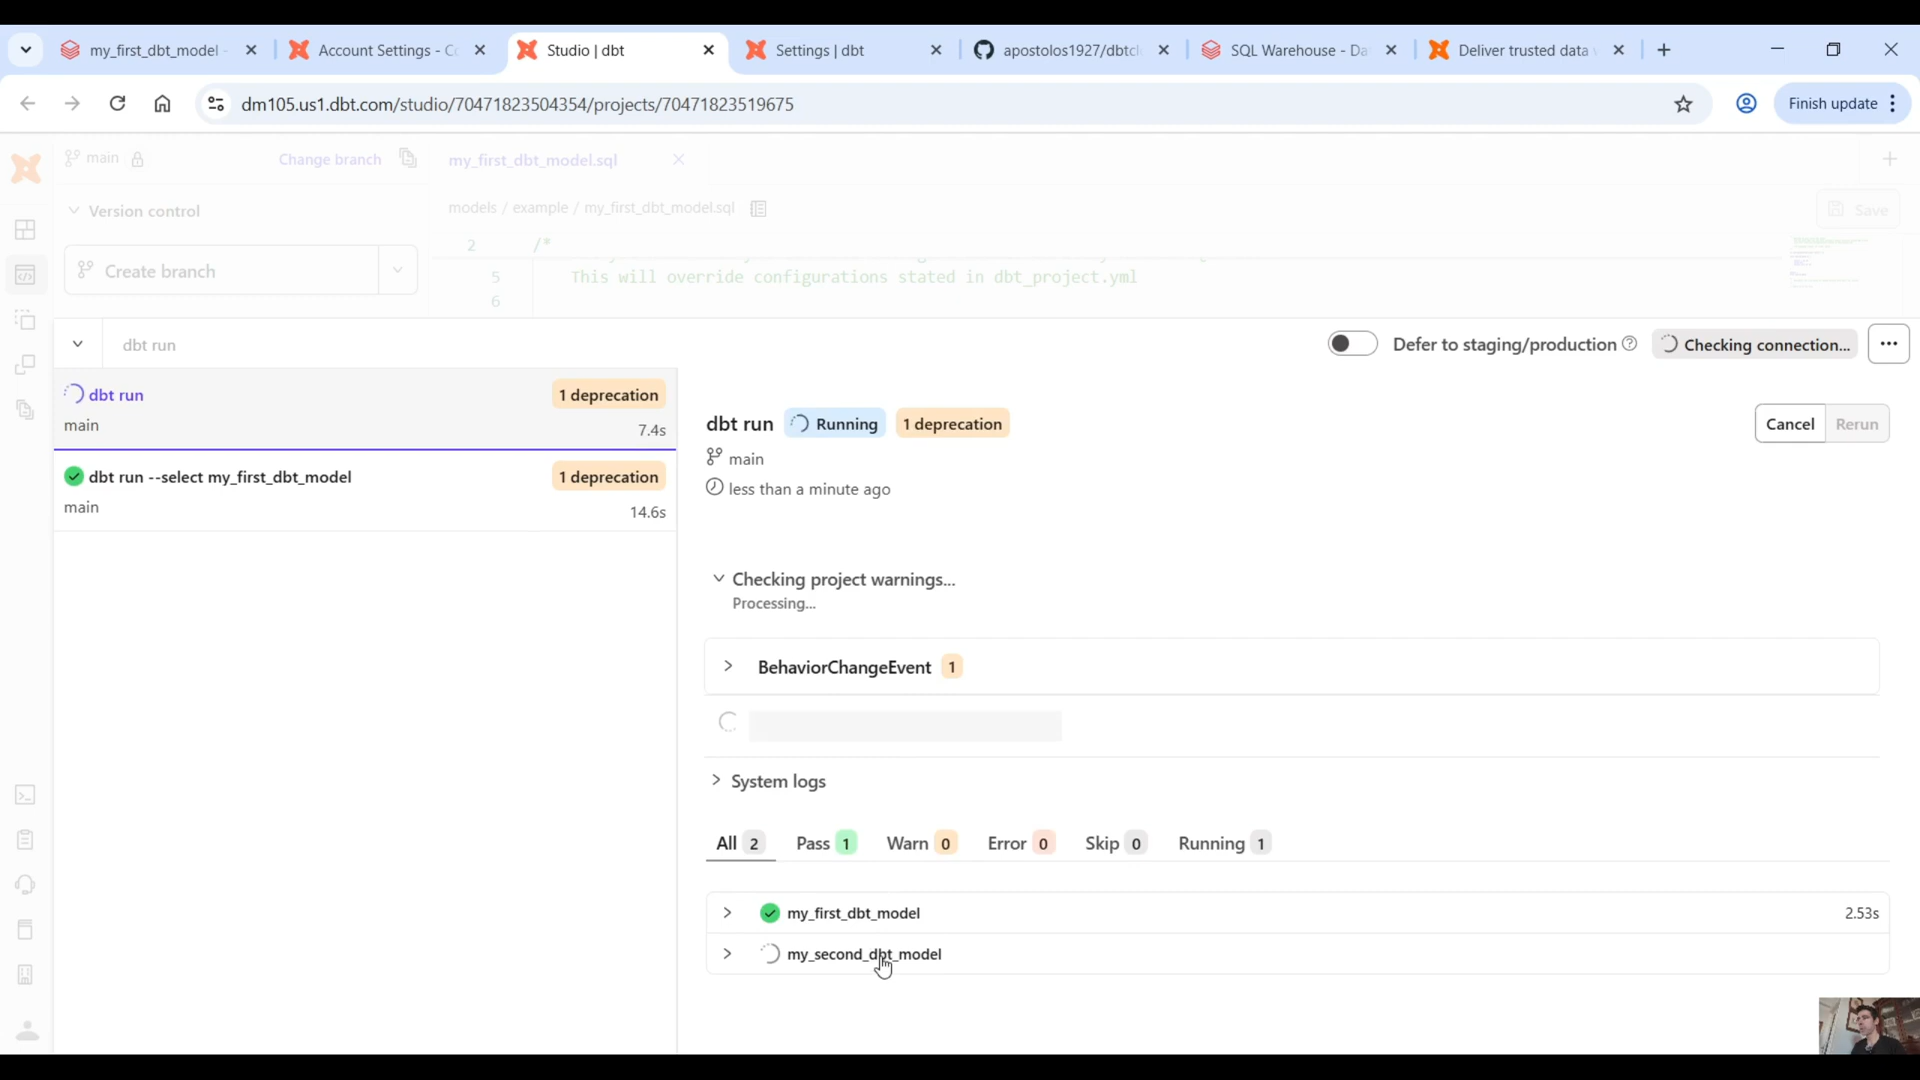 my_first_dbt_model -
Account Settings - Co
Studio | dbt
Settings | dbt
apostolos1927/dbtcl
SQL Warehouse - Da
Deliver trusted data
dm105.us1.dbt.com/studio/70471823504354/projects/70471823519675
Finish update
main
Change branch
my_first_dbt_model.sql
Version control
models / example / my_first_dbt_model.sql
Save
Create branch
2 /*
5 This will override configurations stated in dbt_project.yml
6
dbt run
Defer to staging/production
Checking connection...
dbt run
1 deprecation
main
7.4s
dbt run --select my_first_dbt_model
1 deprecation
main
14.6s
dbt run
Running
1 deprecation
Cancel
Rerun
main
less than a minute ago
Checking project warnings...
Processing...
BehaviorChangeEvent 1
System logs
All 2
Pass 1
Warn 0
Error 0
Skip 0
Running 1
my_first_dbt_model
2.53s
my_second_dbt_model